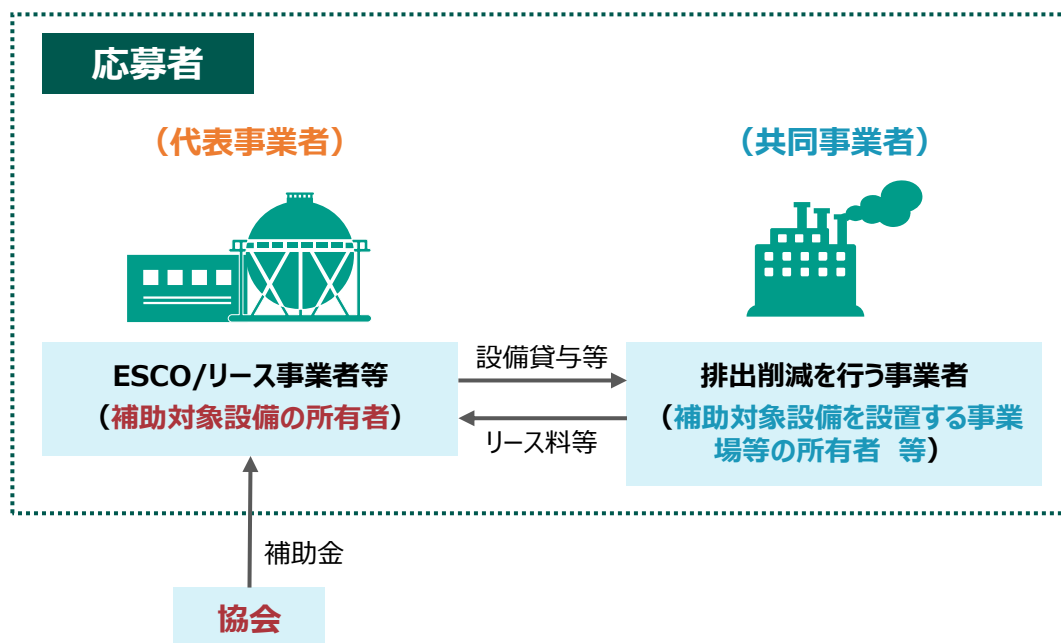 応募者
（代表事業者）
（共同事業者）
ESCO/リース事業者等
（補助対象設備の所有者）
設備貸与等
リース料等
排出削減を行う事業者
（補助対象設備を設置する事業
場等の所有者 等）
補助金
協会